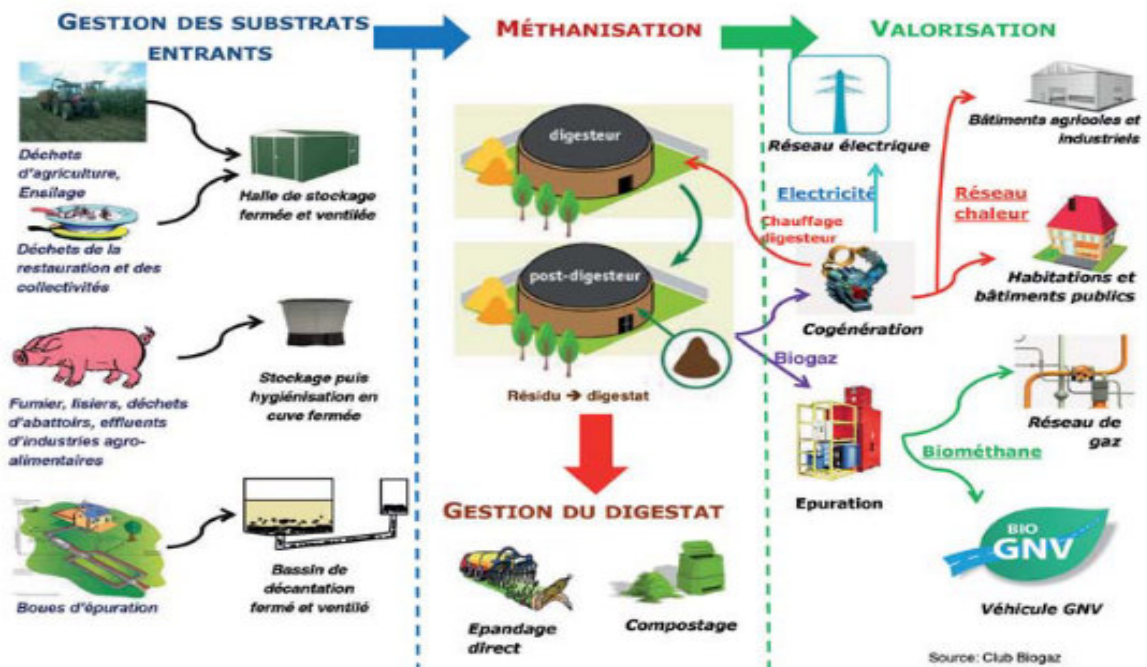 GESTION DES SUBSTRATS
ENTRANTS
MÉTHANISATION
VALORISATION
Déchets
d'agriculture,
Ensilage
Halle de stockage
fermée et ventilée
Déchets de la
restauration et des
collectivités
Fumier, lisiers, déchets
d'abattoirs, effluents
d'industries agro-
alimentaires
Stockage puis
hygiénisation en
cuve fermée
Boues d'épuration
Bassin de
décantation
fermé et ventilé
digesteur
post-digesteur
Résidu → digestat
GESTION DU DIGESTAT
Epandage
direct
Compostage
Réseau électrique
Electricité
Chauffage
digesteur
Cogénération
Biogaz
Epuration
Bâtiments agricoles et
industriels
Réseau
chaleur
Habitations et
bâtiments publics
Réseau de
gaz
Biométhane
BIO
GNV
Véhicule GNV
Source: Club Biogaz